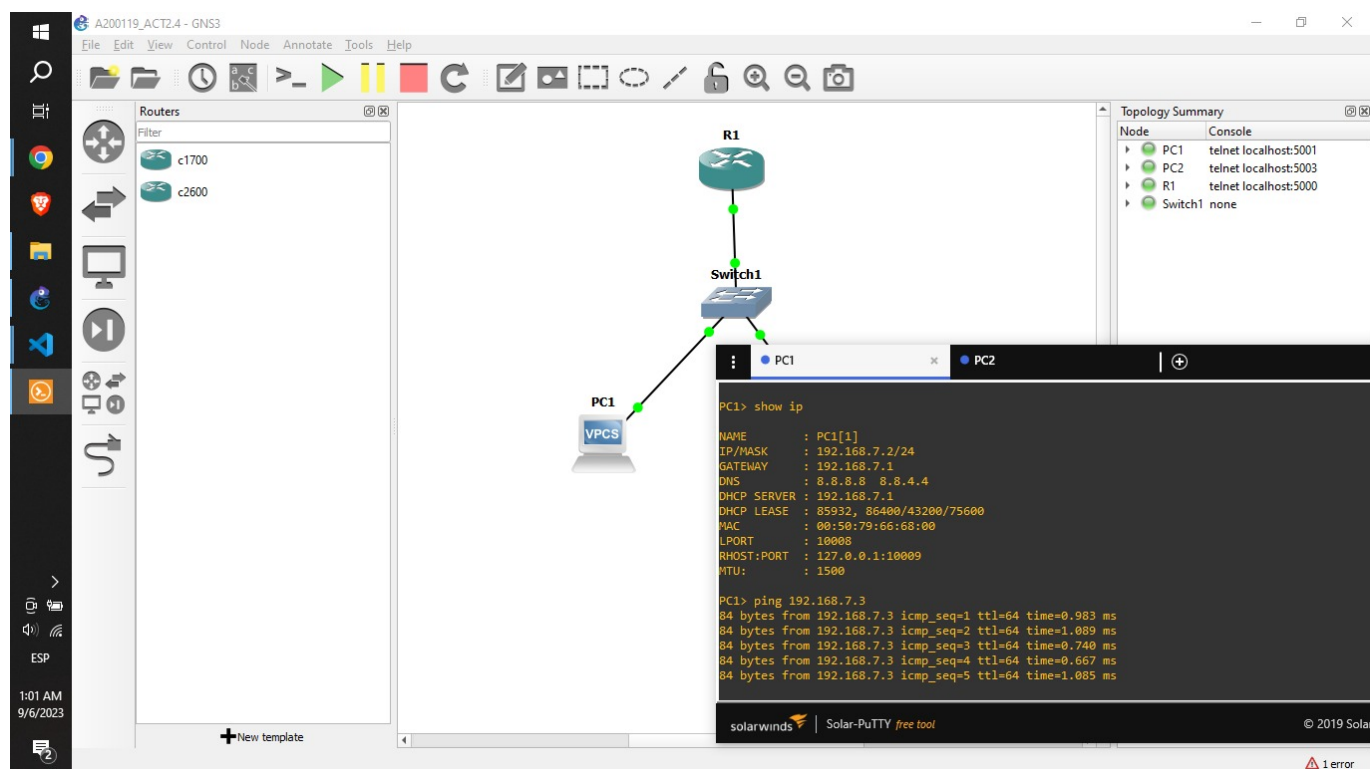 A200119_ACT2.4 - GNS3
File Edit View Control Node Annotate Tools Help
Routers
Filter
c1700
c2600
New template
R1
Switch1
PC1
VPCS
Topology Summary
Node Console
PC1 telnet localhost:5001
PC2 telnet localhost:5003
R1 telnet localhost:5000
Switch1 none
PC1 PC2
PC1> show ip
NAME : PC1[1]
IP/MASK : 192.168.7.2/24
GATEWAY : 192.168.7.1
DNS : 8.8.8.8 8.8.4.4
DHCP SERVER : 192.168.7.1
DHCP LEASE : 85932, 86400/43200/75600
MAC : 00:50:79:66:68:00
LPORT : 10008
RHOST:PORT : 127.0.0.1:10009
MTU: : 1500
PC1> ping 192.168.7.3
84 bytes from 192.168.7.3 icmp_seq=1 ttl=64 time=0.983 ms
84 bytes from 192.168.7.3 icmp_seq=2 ttl=64 time=1.089 ms
84 bytes from 192.168.7.3 icmp_seq=3 ttl=64 time=0.740 ms
84 bytes from 192.168.7.3 icmp_seq=4 ttl=64 time=0.667 ms
84 bytes from 192.168.7.3 icmp_seq=5 ttl=64 time=1.085 ms
solarwinds Solar-PuTTY free tool © 2019 Solar
1 error
ESP
1:01 AM
9/6/2023
2